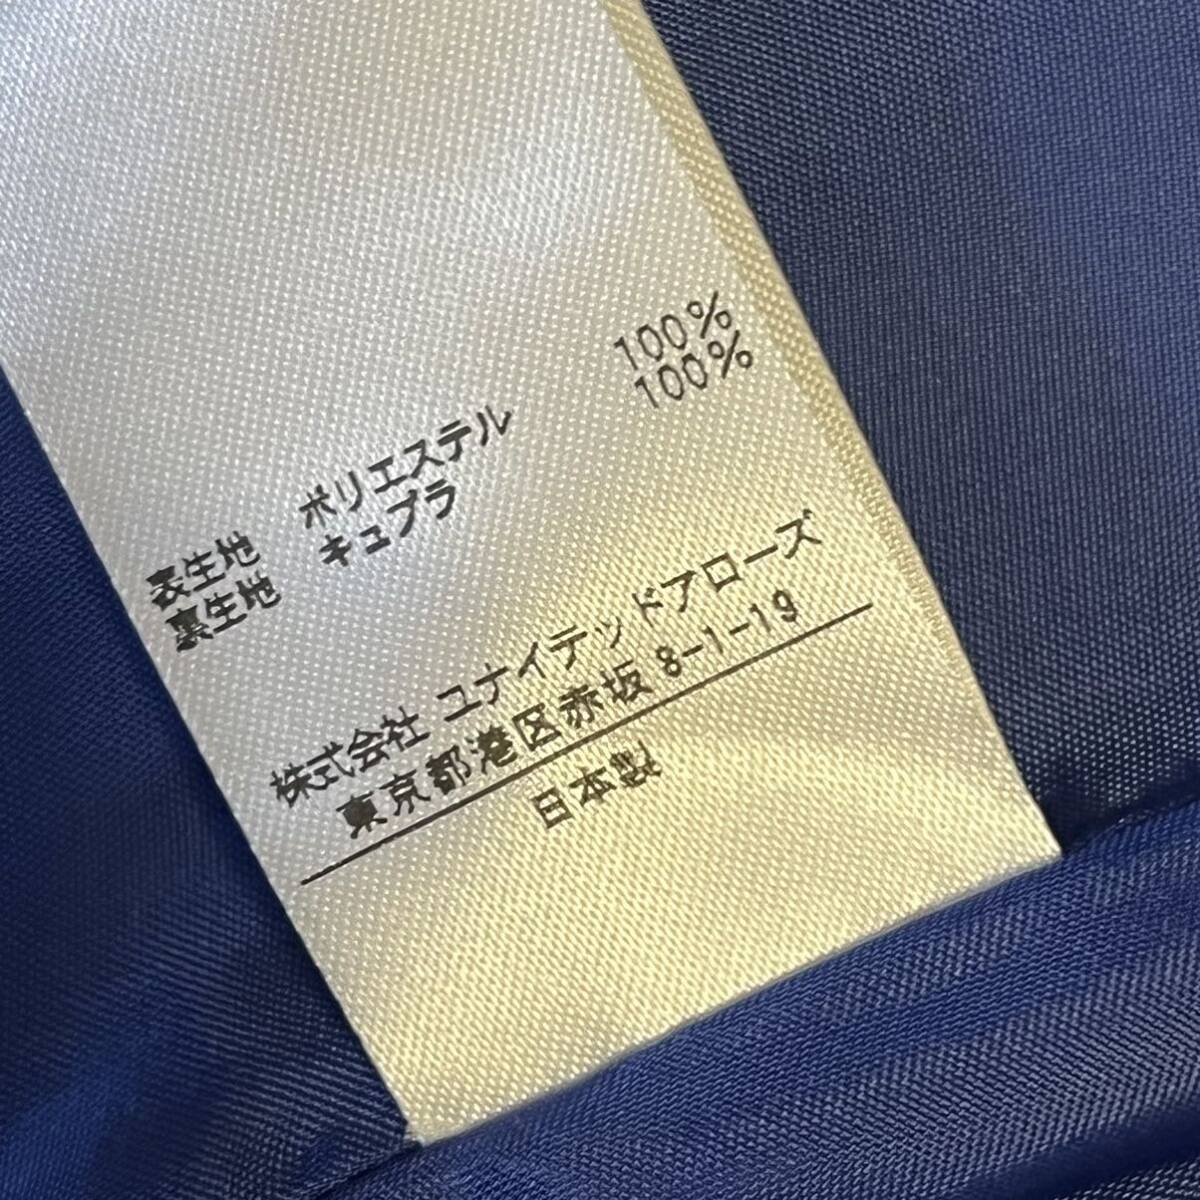 表生地 ポリエステル 100%
裏生地 キュプラ 100%
株式会社 ユナイテッドアローズ
東京都港区赤坂 8-1-19
日本製